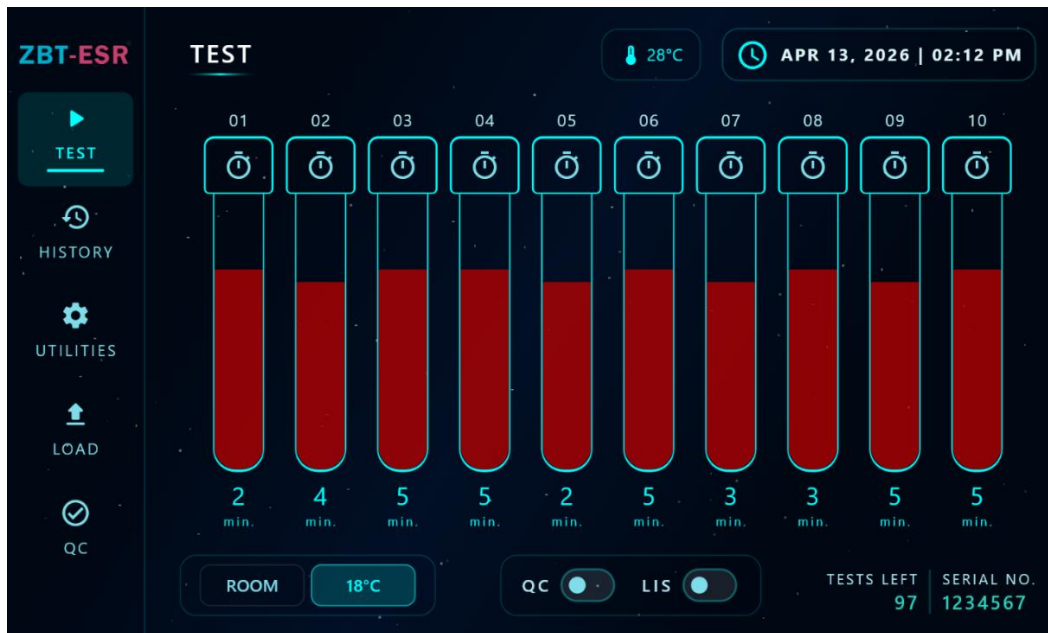 ZBT-ESR
TEST
HISTORY
UTILITIES
LOAD
QC
TEST
28°C
APR 13, 2026 | 02:12 PM
01 02 03 04 05 06 07 08 09 10
2 4 5 5 2 5 3 3 5 5
min. min. min. min. min. min. min. min. min. min.
ROOM 18°C
QC LIS
TESTS LEFT
97
SERIAL NO.
1234567